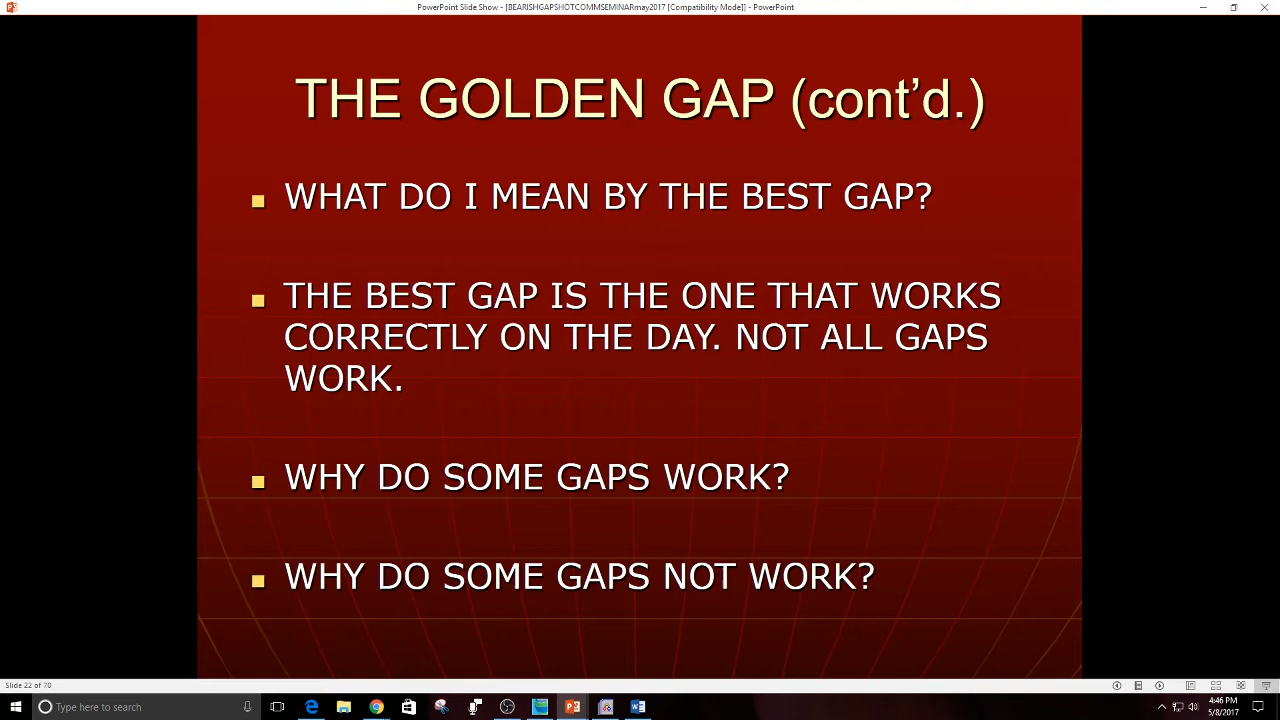 PowerPoint Slide Show - [BEARISHGAPSHOTCOMMSEMINARmay2017 [Compatibility Mode]] - PowerPoint
THE GOLDEN GAP (cont’d.)
WHAT DO I MEAN BY THE BEST GAP?
THE BEST GAP IS THE ONE THAT WORKS
CORRECTLY ON THE DAY. NOT ALL GAPS
WORK.
WHY DO SOME GAPS WORK?
WHY DO SOME GAPS NOT WORK?
Slide 22 of 70
Type here to search
4:46 PM
5/8/2017